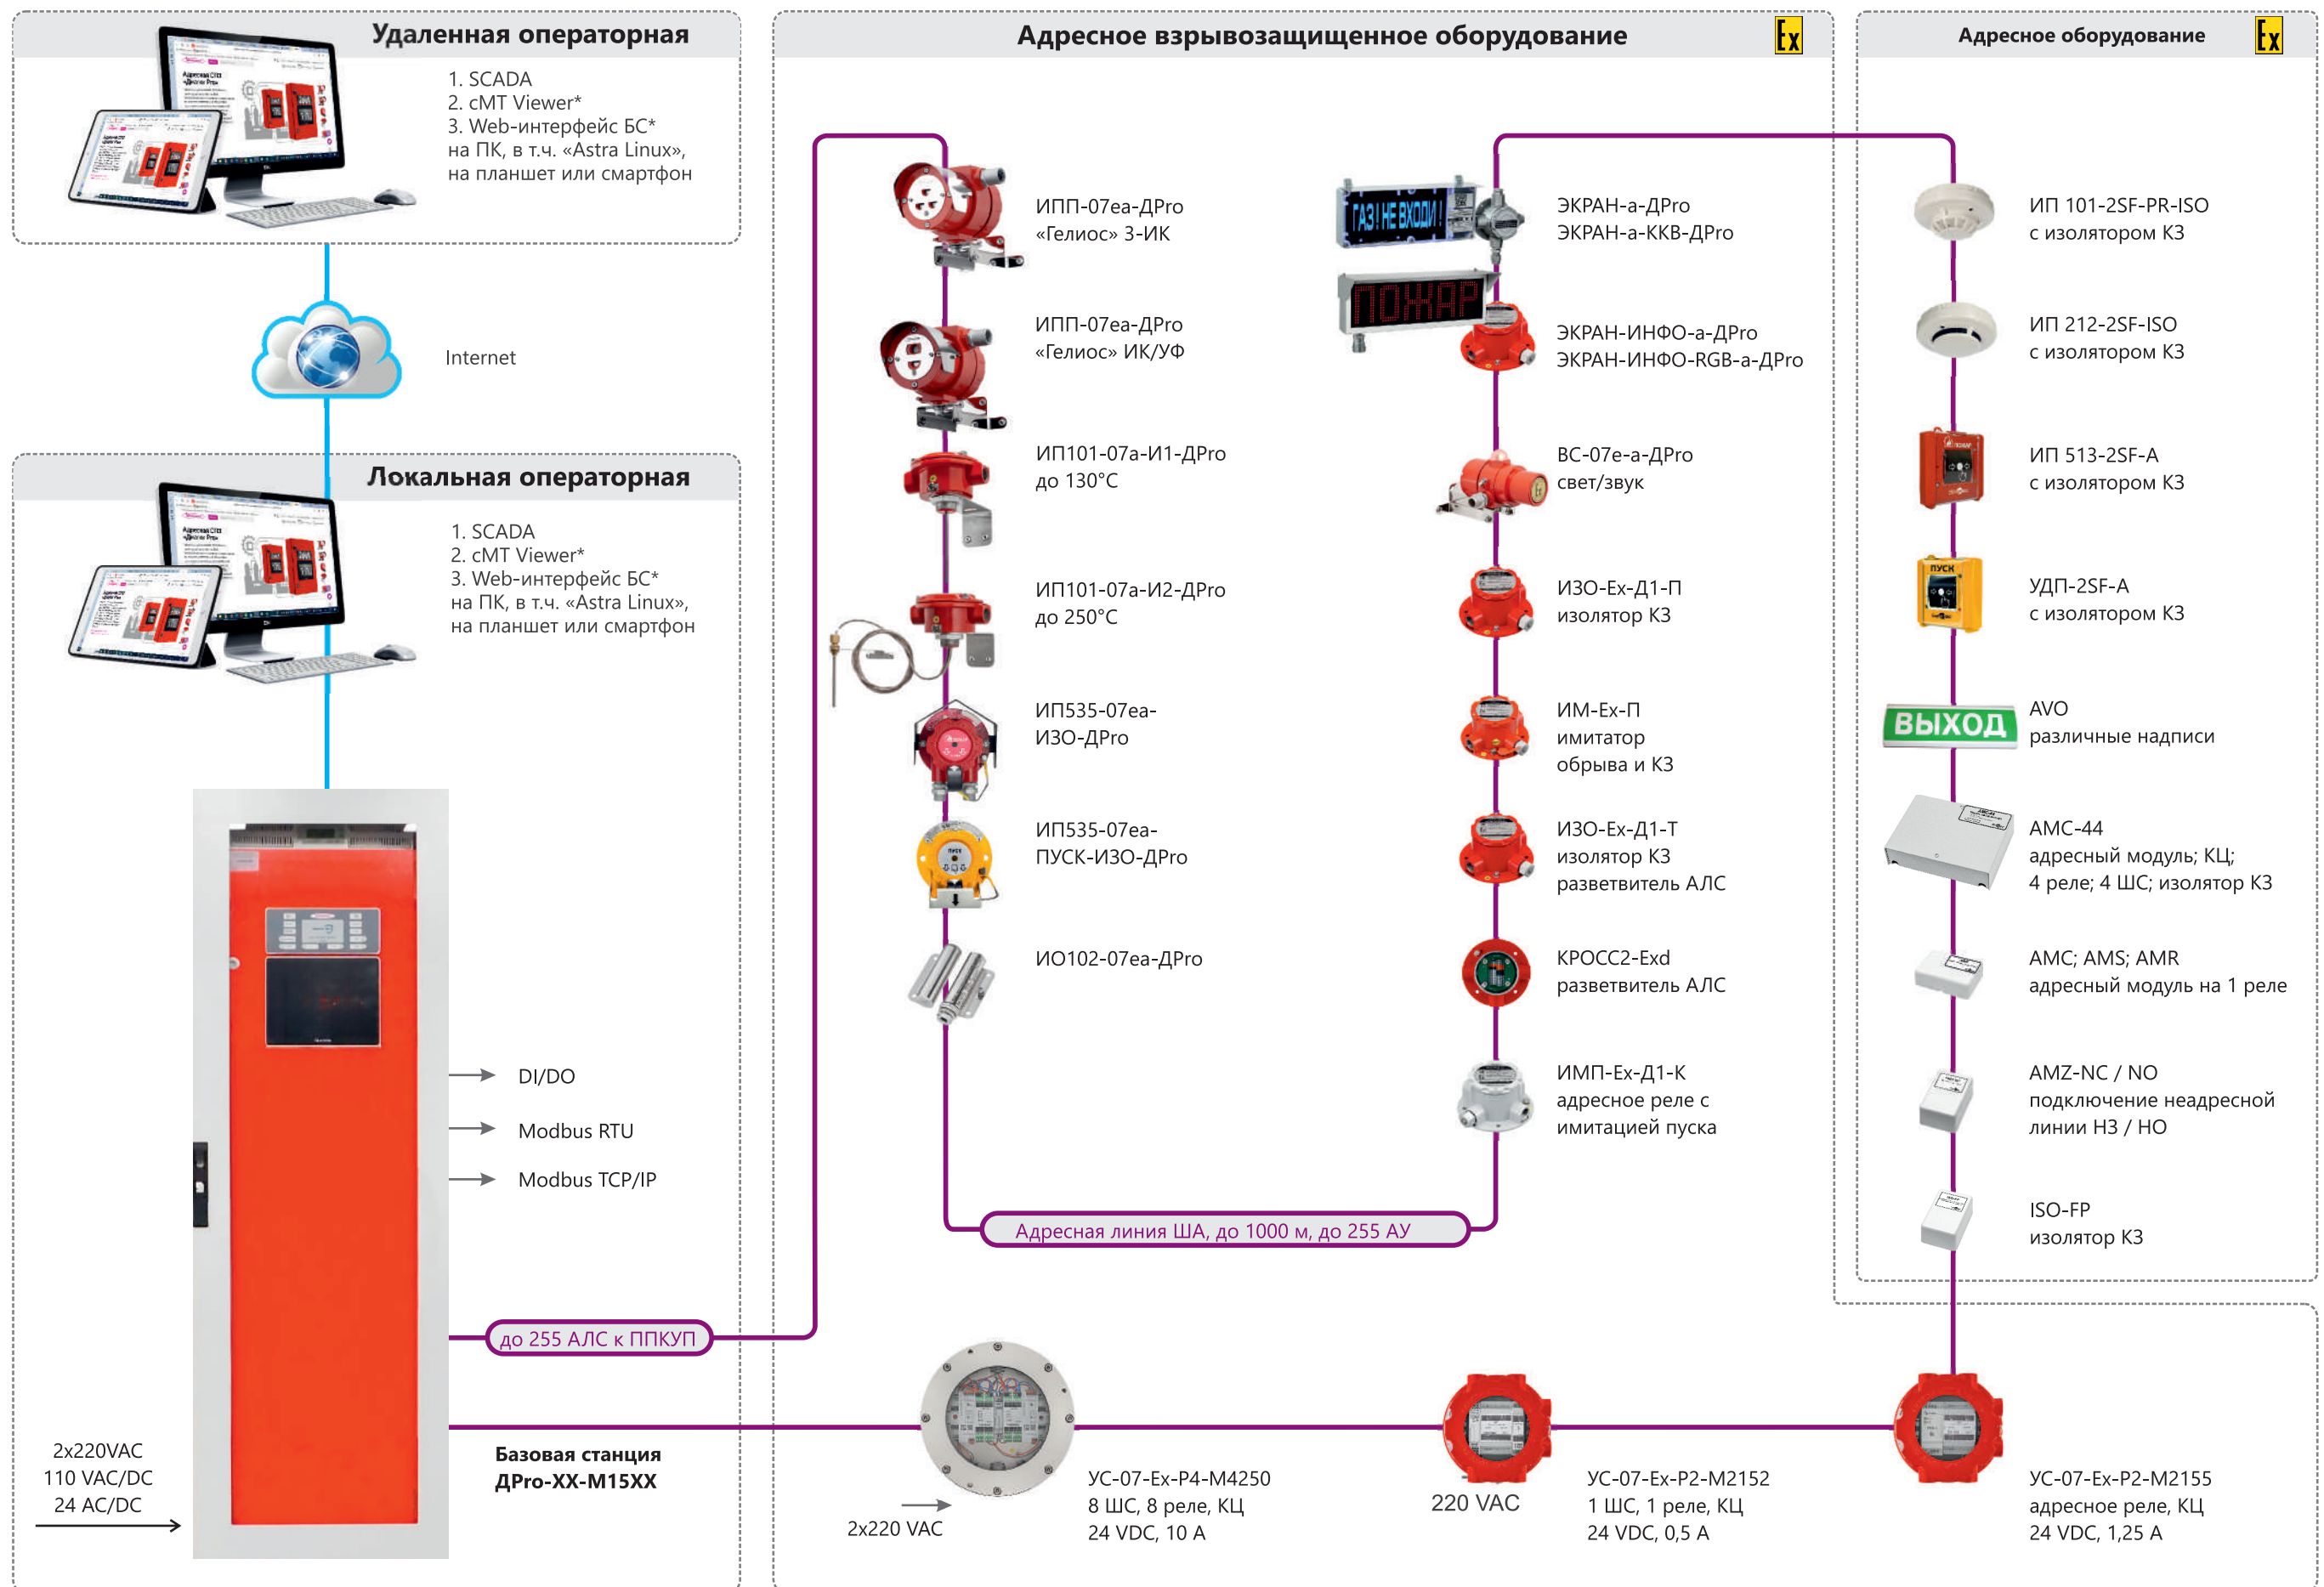 Удаленная операторная
1. SCADA
2. cMT Viewer*
3. Web-интерфейс БС*
на ПК, в т.ч. «Astra Linux»,
на планшет или смартфон
Internet
Локальная операторная
1. SCADA
2. cMT Viewer*
3. Web-интерфейс БС*
на ПК, в т.ч. «Astra Linux»,
на планшет или смартфон
DI/DO
Modbus RTU
Modbus TCP/IP
до 255 АЛС к ППКУП
Базовая станция
ДPro-XX-M15XX
2x220VAC
110 VAC/DC
24 AC/DC
Адресное взрывозащищенное оборудование
Ex
ИПП-07еа-ДPro
«Гелиос» 3-ИК
ИПП-07еа-ДPro
«Гелиос» ИК/УФ
ИП101-07а-И1-ДPro
до 130°С
ИП101-07а-И2-ДPro
до 250°С
ИП535-07еа-
ИЗО-ДPro
ПУСК
ИП535-07еа-
ПУСК-ИЗО-ДPro
ИО102-07еа-ДPro
ГАЗ! НЕ ВХОДИ !
ЭКРАН-а-ДPro
ЭКРАН-а-ККВ-ДPro
ПОЖАР
ЭКРАН-ИНФО-а-ДPro
ЭКРАН-ИНФО-RGB-а-ДPro
ВС-07е-а-ДPro
свет/звук
ИЗО-Ех-Д1-П
изолятор КЗ
ИМ-Ех-П
имитатор
обрыва и КЗ
ИЗО-Ех-Д1-Т
изолятор КЗ
разветвитель АЛС
КРОСС2-Exd
разветвитель АЛС
ИМП-Ех-Д1-К
адресное реле с
имитацией пуска
Адресная линия ША, до 1000 м, до 255 АУ
2x220 VAC
УС-07-Ех-Р4-М4250
8 ШС, 8 реле, КЦ
24 VDC, 10 А
220 VAC
УС-07-Ех-Р2-М2152
1 ШС, 1 реле, КЦ
24 VDC, 0,5 А
УС-07-Ех-Р2-М2155
адресное реле, КЦ
24 VDC, 1,25 А
Адресное оборудование
Ex
ИП 101-2SF-PR-ISO
с изолятором КЗ
ИП 212-2SF-ISO
с изолятором КЗ
ПОЖАР
ИП 513-2SF-A
с изолятором КЗ
ПУСК
УДП-2SF-A
с изолятором КЗ
ВЫХОД
AVO
различные надписи
АМС-44
адресный модуль; КЦ;
4 реле; 4 ШС; изолятор КЗ
АМС; AMS; AMR
адресный модуль на 1 реле
AMZ-NC / NO
подключение неадресной
линии НЗ / НО
ISO-FP
изолятор КЗ